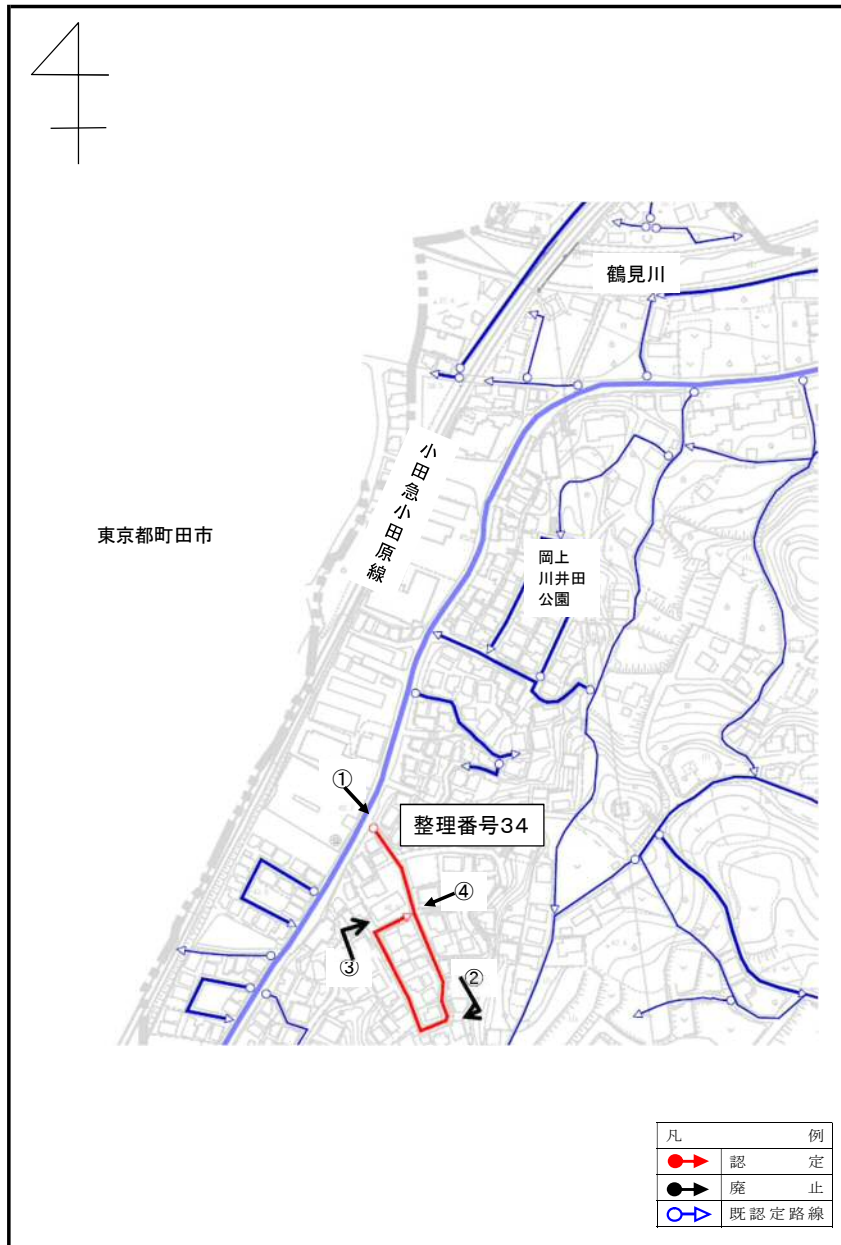 鶴見川
小田急小田原線
東京都町田市
岡上
川井田
公園
①
整理番号34
④
③
②
凡例
認定
廃止
既認定路線